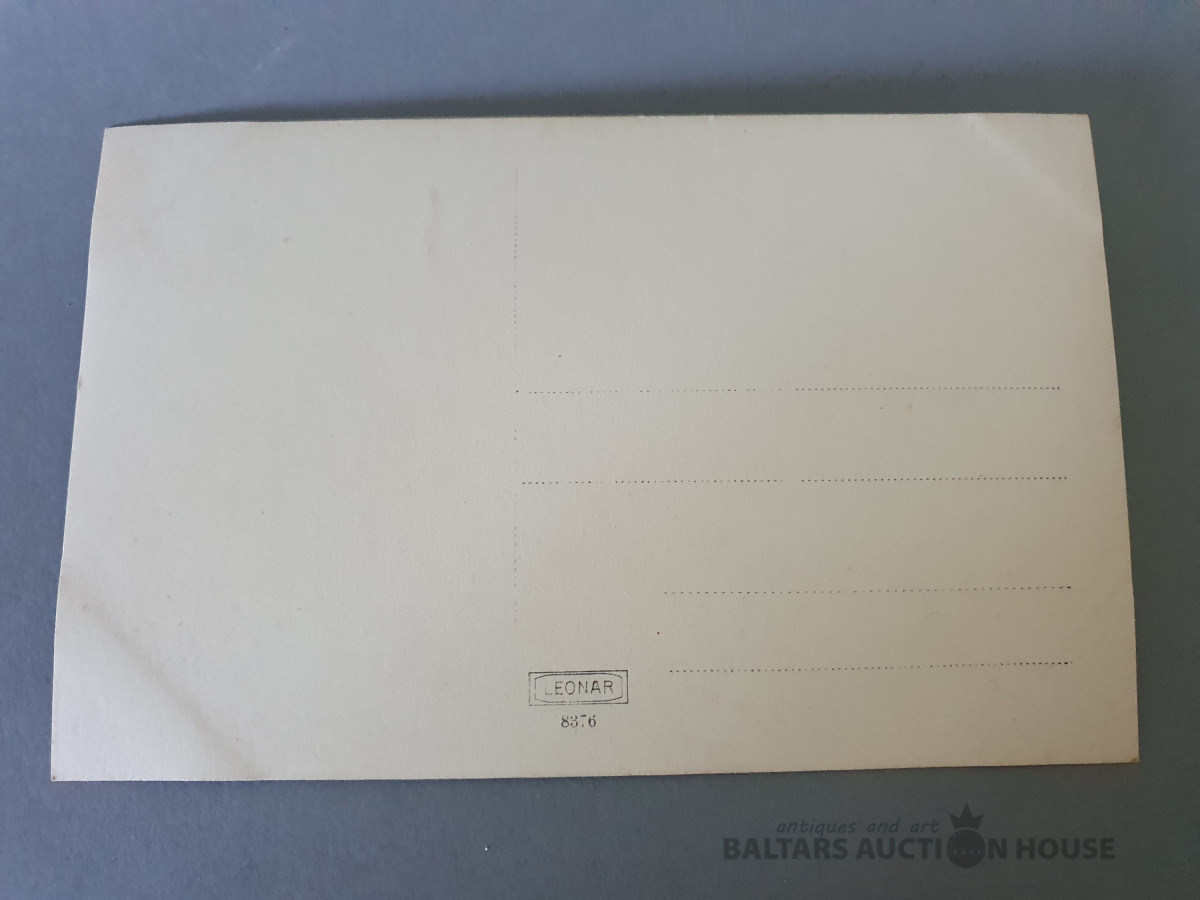 LEONAR
8376
antiques and art
BALTARS AUCTION HOUSE